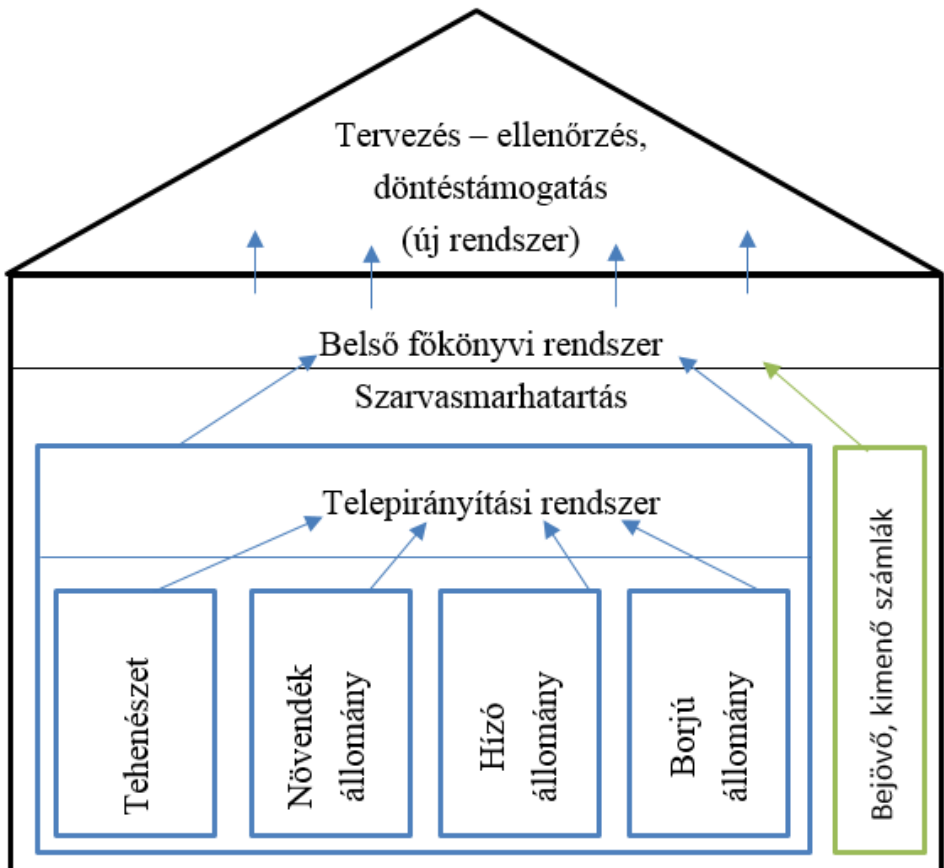 Tervezés – ellenőrzés,
döntéstámogatás
(új rendszer)
Belső főkönyvi rendszer
Szarvasmarhatartás
Telepirányítási rendszer
Tehenészet
Növendék
állomány
Hízó
állomány
Borjú
állomány
Bejövő, kimenő számlák